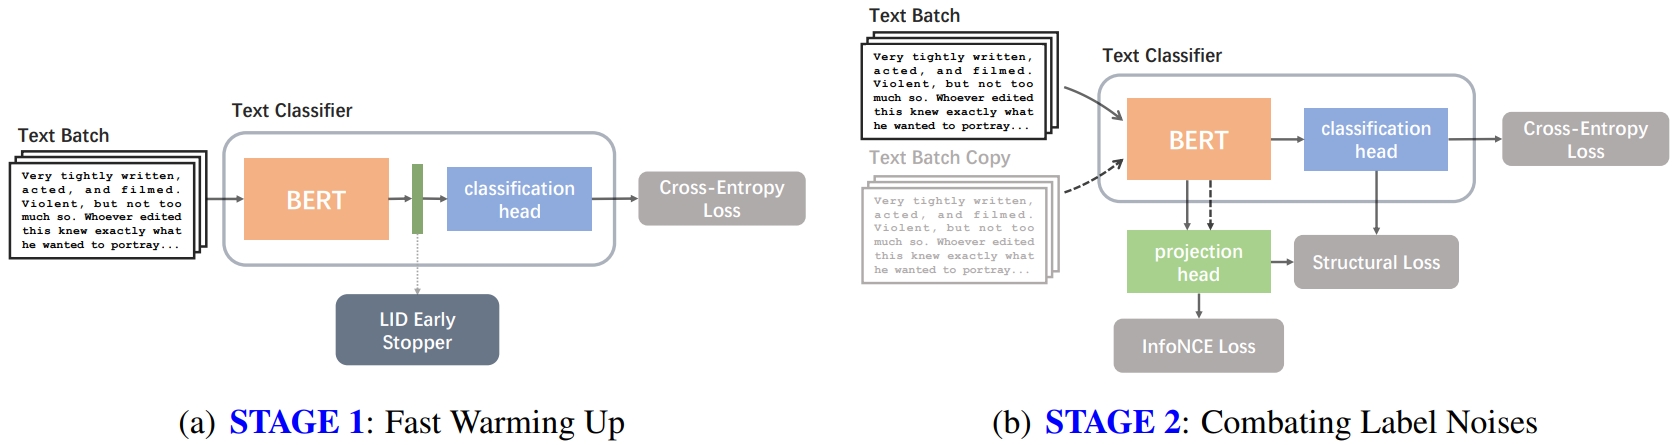 Text Classifier
Text Batch
Very tightly written,
acted, and filmed.
Violent, but not too
much so. Whoever edited
this knew exactly what
he wanted to portray...
BERT
classification
head
Cross-Entropy
Loss
LID Early
Stopper
(a) STAGE 1: Fast Warming Up
Text Batch
Very tightly written,
acted, and filmed.
Violent, but not too
much so. Whoever edited
this knew exactly what
he wanted to portray...
Text Batch Copy
Very tightly written,
acted, and filmed.
Violent, but not too
much so. Whoever edited
this knew exactly what
he wanted to portray...
Text Classifier
BERT
classification
head
Cross-Entropy
Loss
projection
head
Structural Loss
InfoNCE Loss
(b) STAGE 2: Combating Label Noises